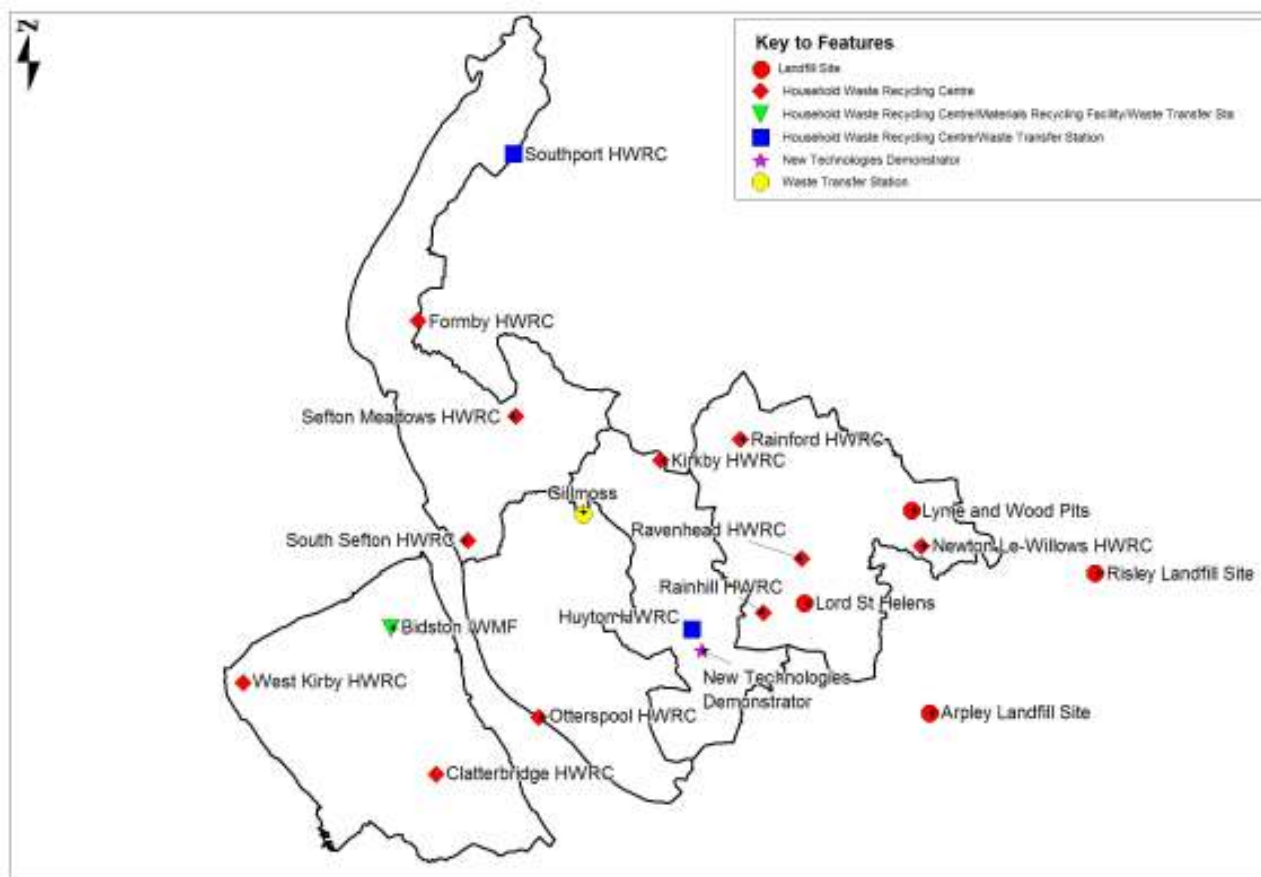 N
Key to Features
Landfill Site
Household Waste Recycling Centre
Household Waste Recycling Centre/Materials Recycling Facility/Waste Transfer Sta
Household Waste Recycling Centre/Waste Transfer Station
New Technologies Demonstrator
Waste Transfer Station
Southport HWRC
Formby HWRC
Sefton Meadows HWRC
Rainford HWRC
Kirkby HWRC
Gillmoss
Lyme and Wood Pits
Ravenhead HWRC
South Sefton HWRC
Newton-Le-Willows HWRC
Risley Landfill Site
Rainhill HWRC
Lord St Helens
Huyton HWRC
Bidston IWMF
New Technologies
Demonstrator
West Kirby HWRC
Otterspool HWRC
Arpley Landfill Site
Clatterbridge HWRC